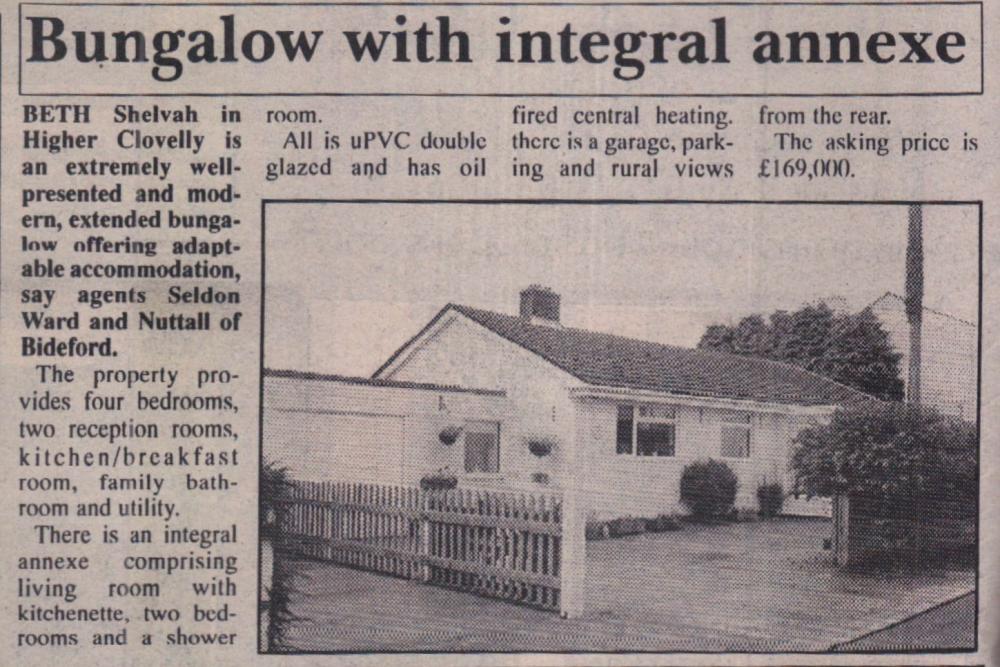 Bungalow with integral annexe
BETH Shelvah in
Higher Clovelly is
an extremely well-
presented and mod-
ern, extended bunga-
low offering adapt-
able accommodation,
say agents Seldon
Ward and Nuttall of
Bideford.
The property pro-
vides four bedrooms,
two reception rooms,
kitchen/breakfast
room, family bath-
room and utility.
There is an integral
annexe comprising
living room with
kitchenette, two bed-
rooms and a shower
room.
All is uPVC double
glazed and has oil
fired central heating.
there is a garage, park-
ing and rural views
from the rear.
The asking price is
£169,000.